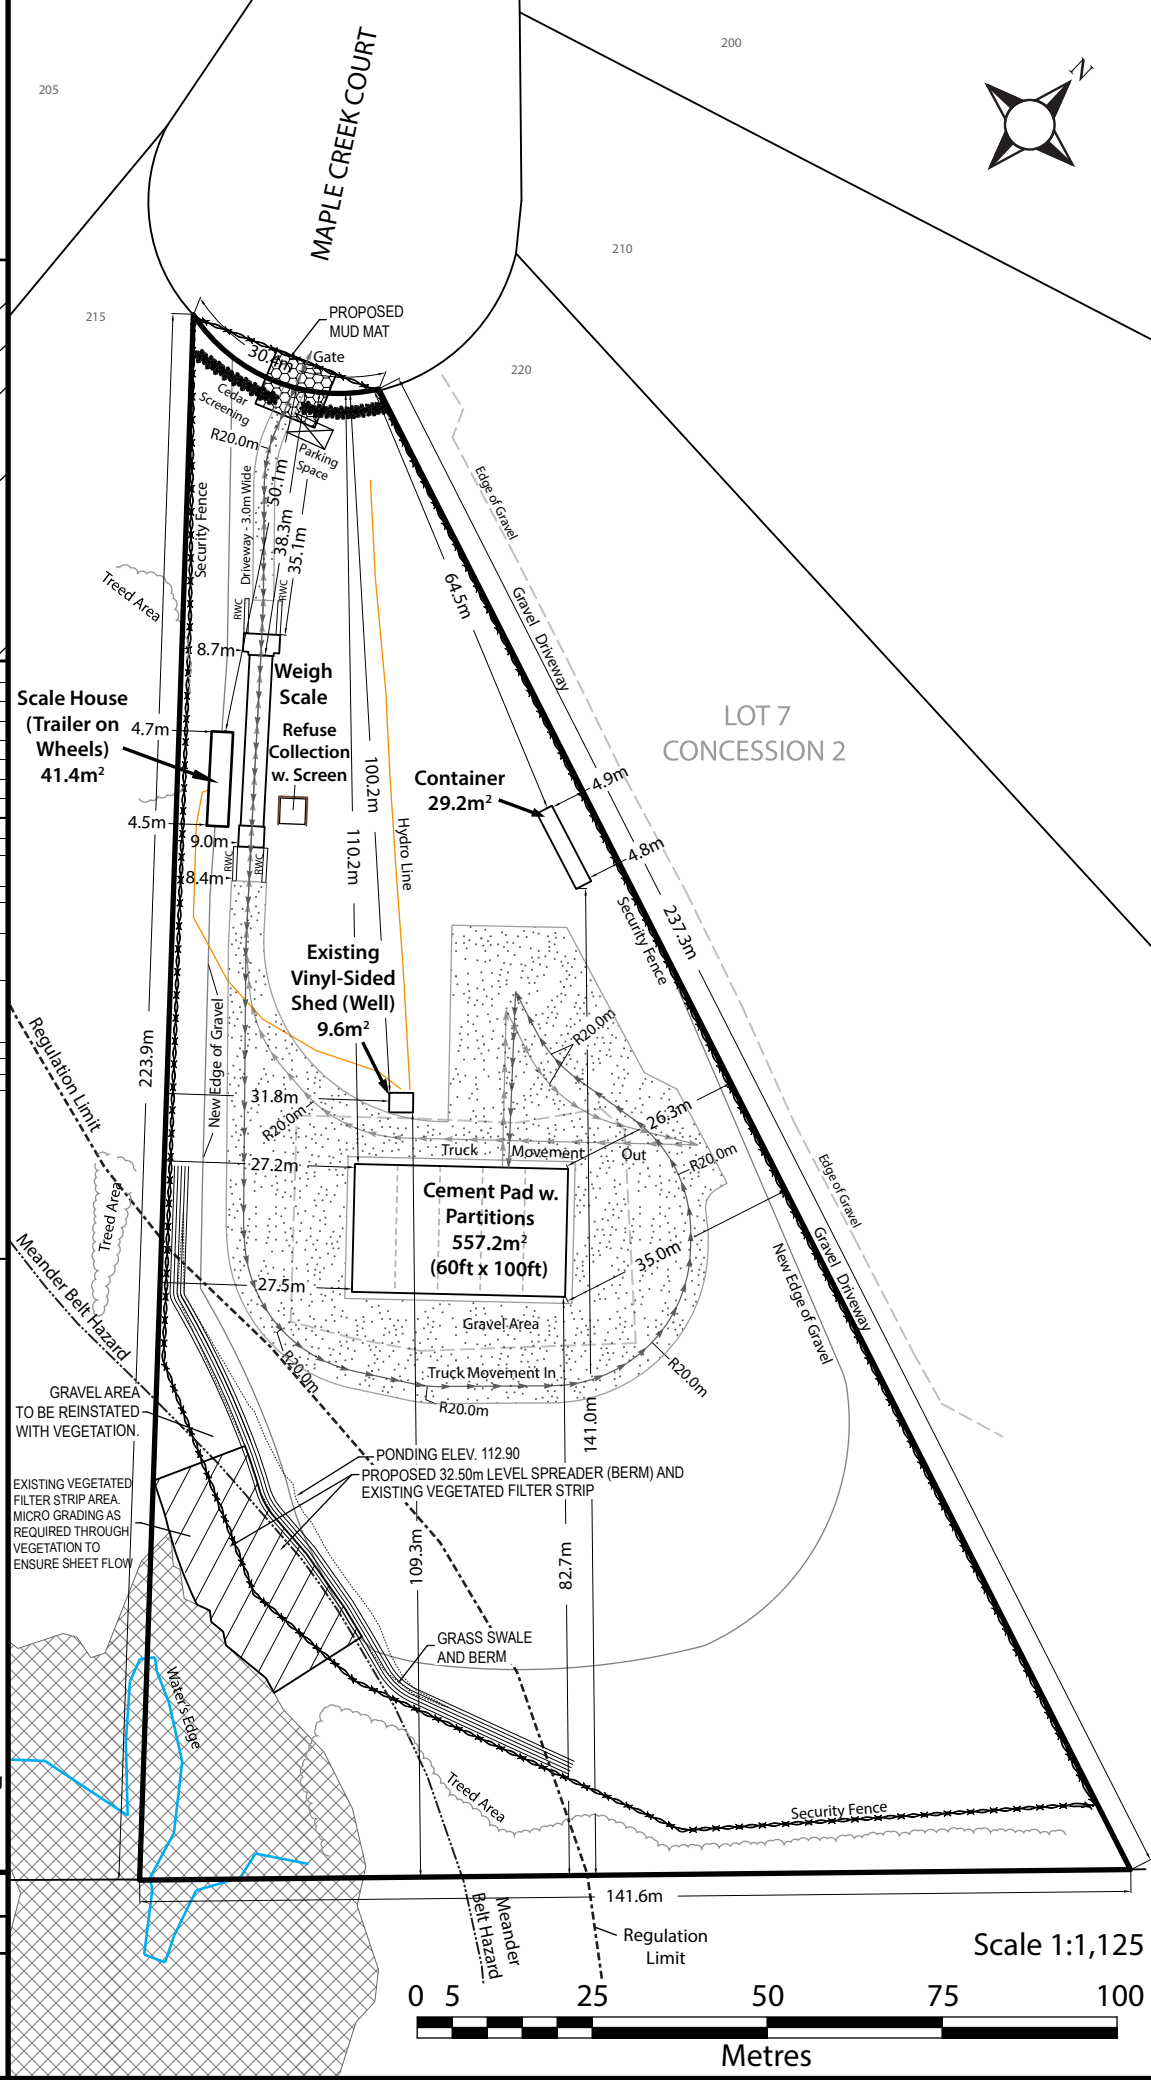 200
205
N
MAPLE CREEK COURT
210
215
220
PROPOSED
MUD MAT
Gate
30.4m
Cedar
Screening
R20.0m
Parking
Space
50.1m
38.3m
35.1m
Driveway - 3.0m Wide
Security Fence
Edge of Gravel
Treed Area
RWC
RWC
64.5m
Gravel Driveway
8.7m
Weigh
Scale
Scale House
(Trailer on
Wheels)
41.4m²
4.7m
Refuse
Collection
w. Screen
LOT 7
CONCESSION 2
100.2m
110.2m
Container
29.2m²
4.9m
4.8m
4.5m
9.0m
RWC
RWC
8.4m
Hydro Line
Security Fence
237.3m
Existing
Vinyl-Sided
Shed (Well)
9.6m²
Regulation Limit
223.9m
New Edge of Gravel
R20.0m
31.8m
R20.0m
26.3m
Truck Movement Out
R20.0m
27.2m
Cement Pad w.
Partitions
557.2m²
(60ft x 100ft)
Edge of Gravel
Treed Area
Meander Belt Hazard
35.0m
Gravel Driveway
New Edge of Gravel
27.5m
Gravel Area
R20.0m
Truck Movement In
R20.0m
R20.0m
141.0m
GRAVEL AREA
TO BE REINSTATED
WITH VEGETATION.
PONDING ELEV. 112.90
PROPOSED 32.50m LEVEL SPREADER (BERM) AND
EXISTING VEGETATED FILTER STRIP
EXISTING VEGETATED
FILTER STRIP AREA.
MICRO GRADING AS
REQUIRED THROUGH
VEGETATION TO
ENSURE SHEET FLOW
109.3m
82.7m
GRASS SWALE
AND BERM
Water's Edge
Treed Area
Security Fence
141.6m
Meander
Belt Hazard
Regulation
Limit
Scale 1:1,125
0 5 25 50 75 100
Metres